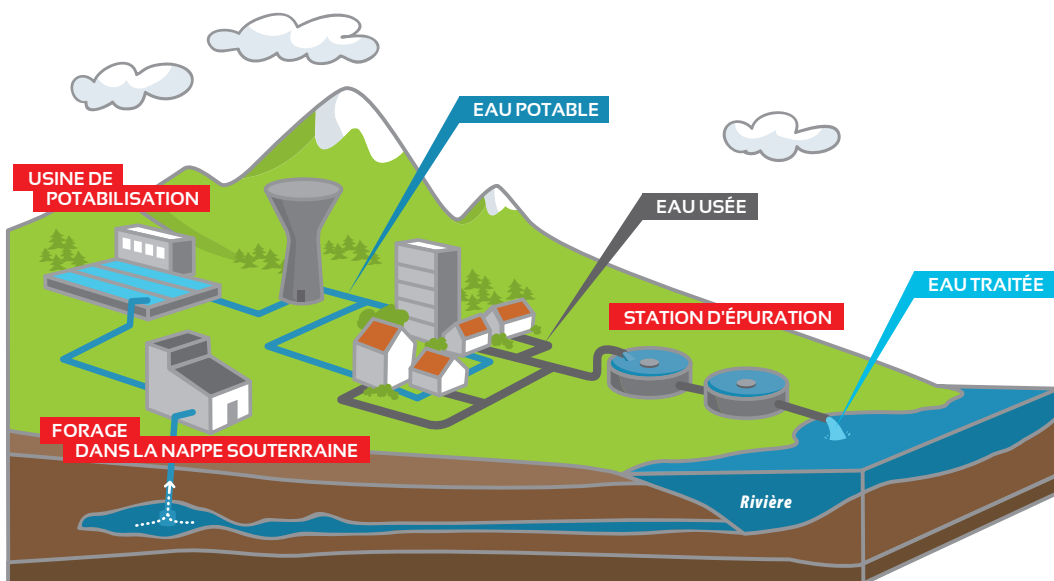 EAU POTABLE
USINE DE
POTABILISATION
EAU USÉE
EAU TRAITÉE
STATION D'ÉPURATION
FORAGE
DANS LA NAPPE SOUTERRAINE
Rivière